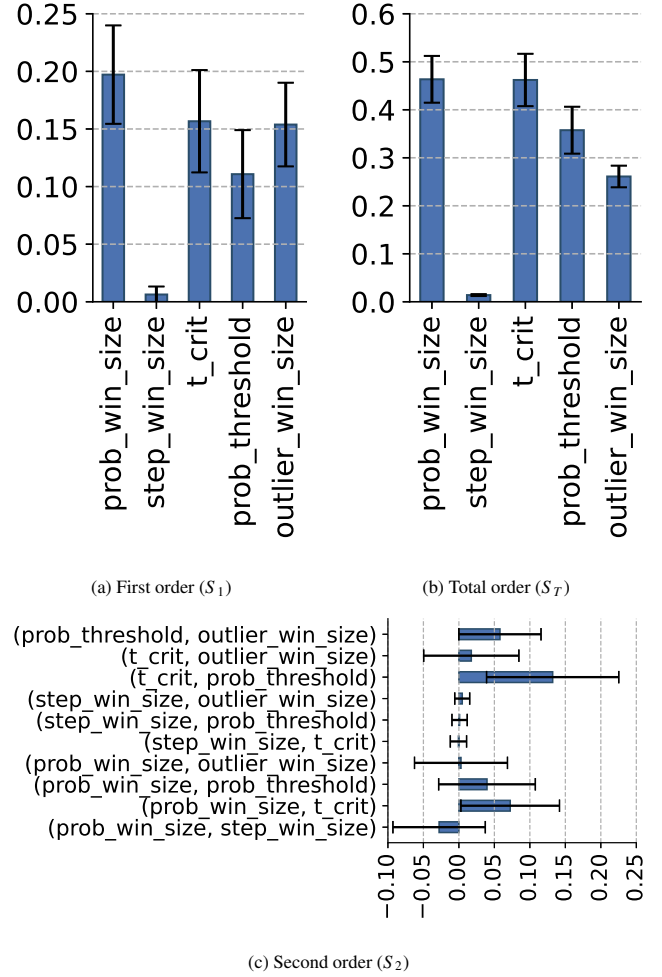 0.25
0.20
0.15
0.10
0.05
0.00
prob_win_size
step_win_size
t_crit
prob_threshold
outlier_win_size
(a) First order (S1)
0.6
0.5
0.4
0.3
0.2
0.1
0.0
prob_win_size
step_win_size
t_crit
prob_threshold
outlier_win_size
(b) Total order (ST)
(prob_threshold, outlier_win_size)
(t_crit, outlier_win_size)
(t_crit, prob_threshold)
(step_win_size, outlier_win_size)
(step_win_size, prob_threshold)
(step_win_size, t_crit)
(prob_win_size, outlier_win_size)
(prob_win_size, prob_threshold)
(prob_win_size, t_crit)
(prob_win_size, step_win_size)
−0.10
−0.05
0.00
0.05
0.10
0.15
0.20
0.25
(c) Second order (S2)